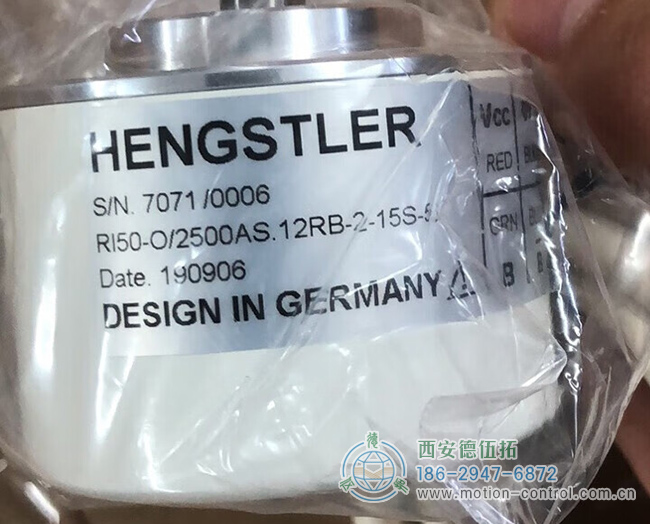 HENGSTLER
S/N. 7071/0006
RI50-O/2500AS.12RB-2-15S-
Date. 190906
DESIGN IN GERMANY
Vcc
RED
GRN
B
德
西安德伍拓
186-2947-6872
www.motion-control.com.cn